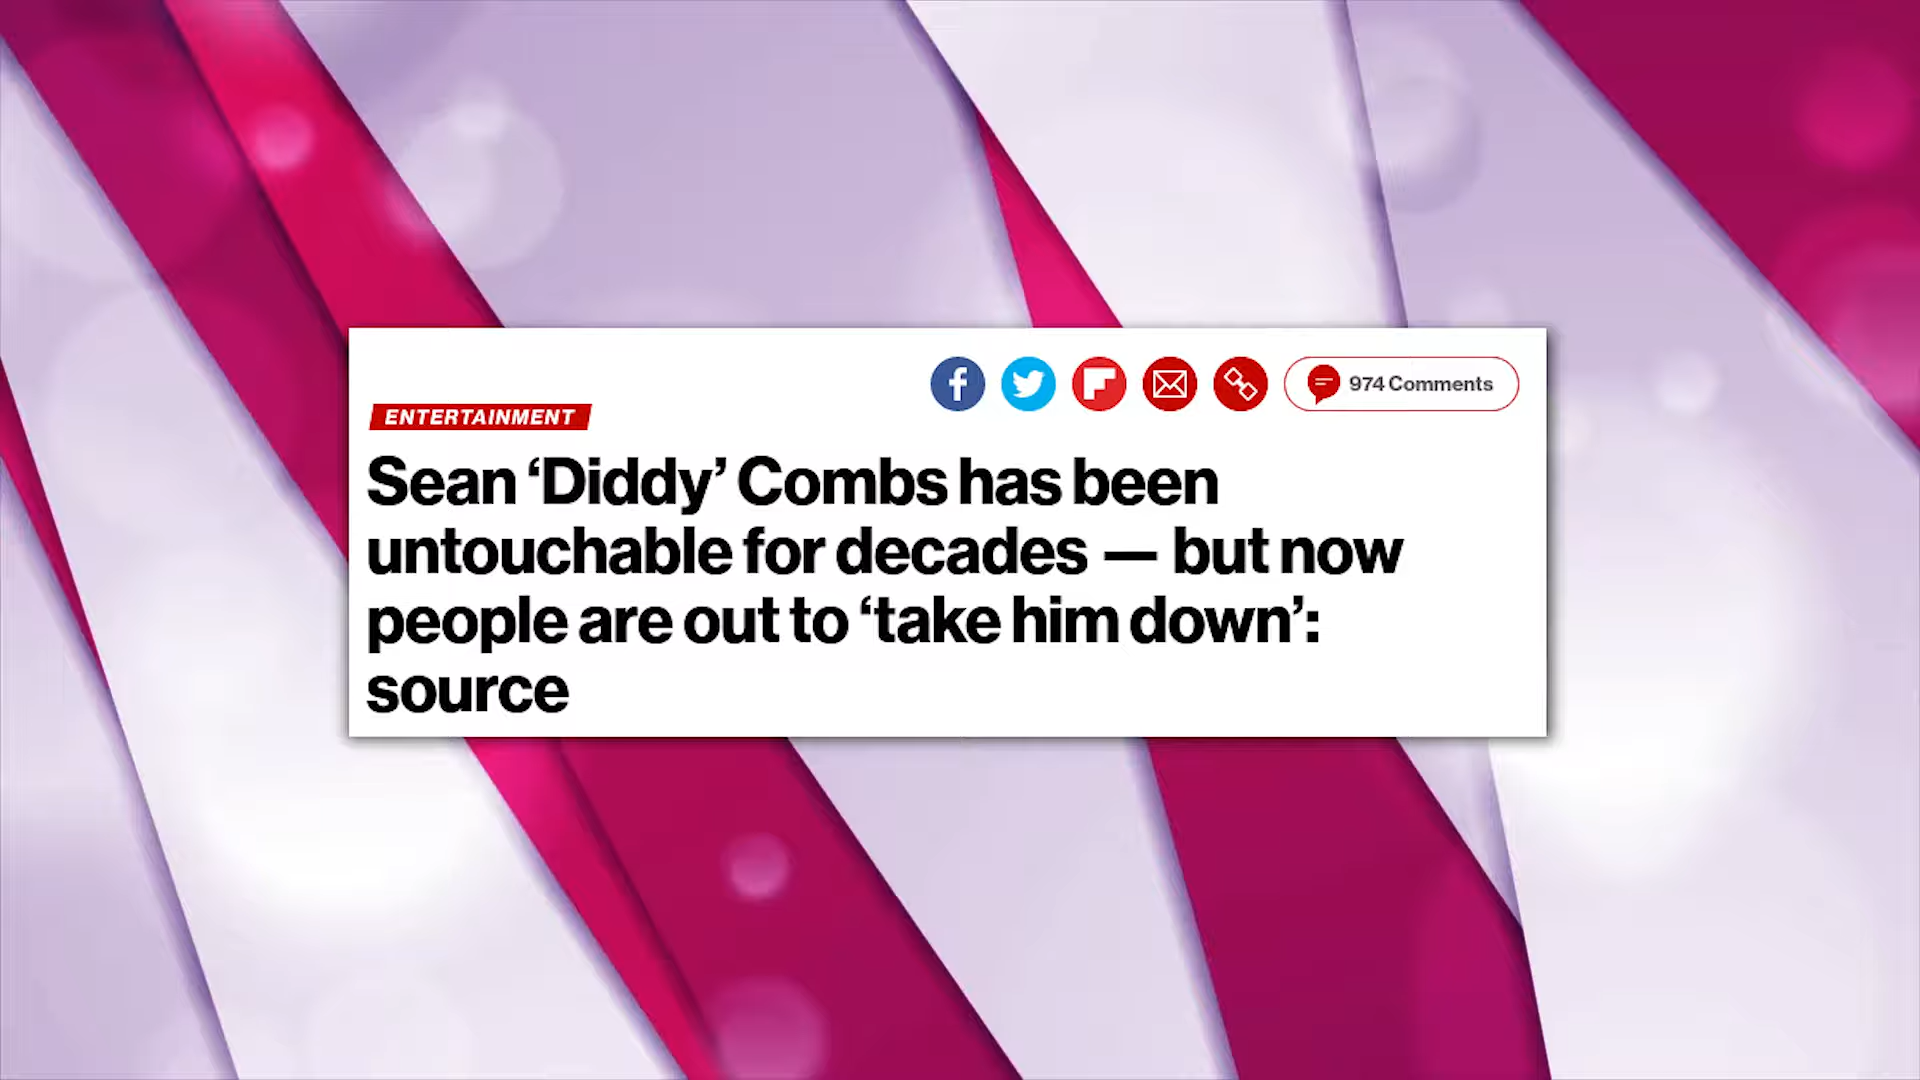 974 Comments
ENTERTAINMENT
Sean ‘Diddy’ Combs has been
untouchable for decades — but now
people are out to ‘take him down’:
source